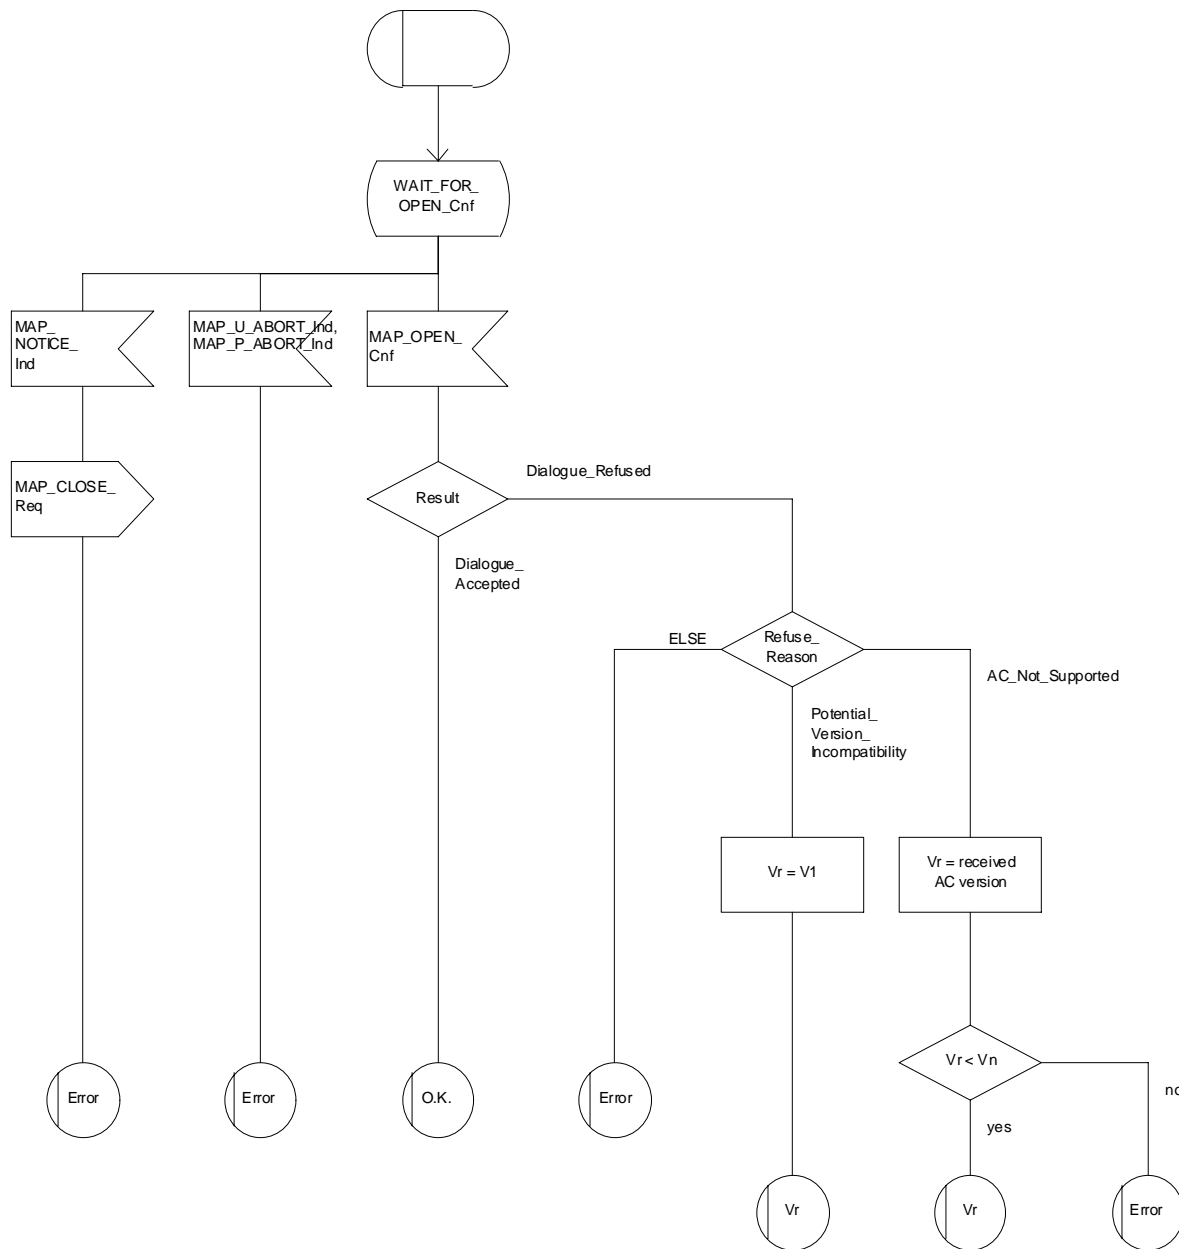 WAIT_FOR_
OPEN_Cnf
MAP_
NOTICE_
Ind
MAP_U_ABORT_Ind,
MAP_P_ABORT_Ind
MAP_OPEN_
Cnf
MAP_CLOSE_
Req
Result
Dialogue_Refused
Dialogue_
Accepted
ELSE
Refuse_
Reason
AC_Not_Supported
Potential_
Version_
Incompatibility
Vr = V1
Vr = received
AC version
Vr < Vn
no
yes
Error
Error
O.K.
Error
Vr
Vr
Error